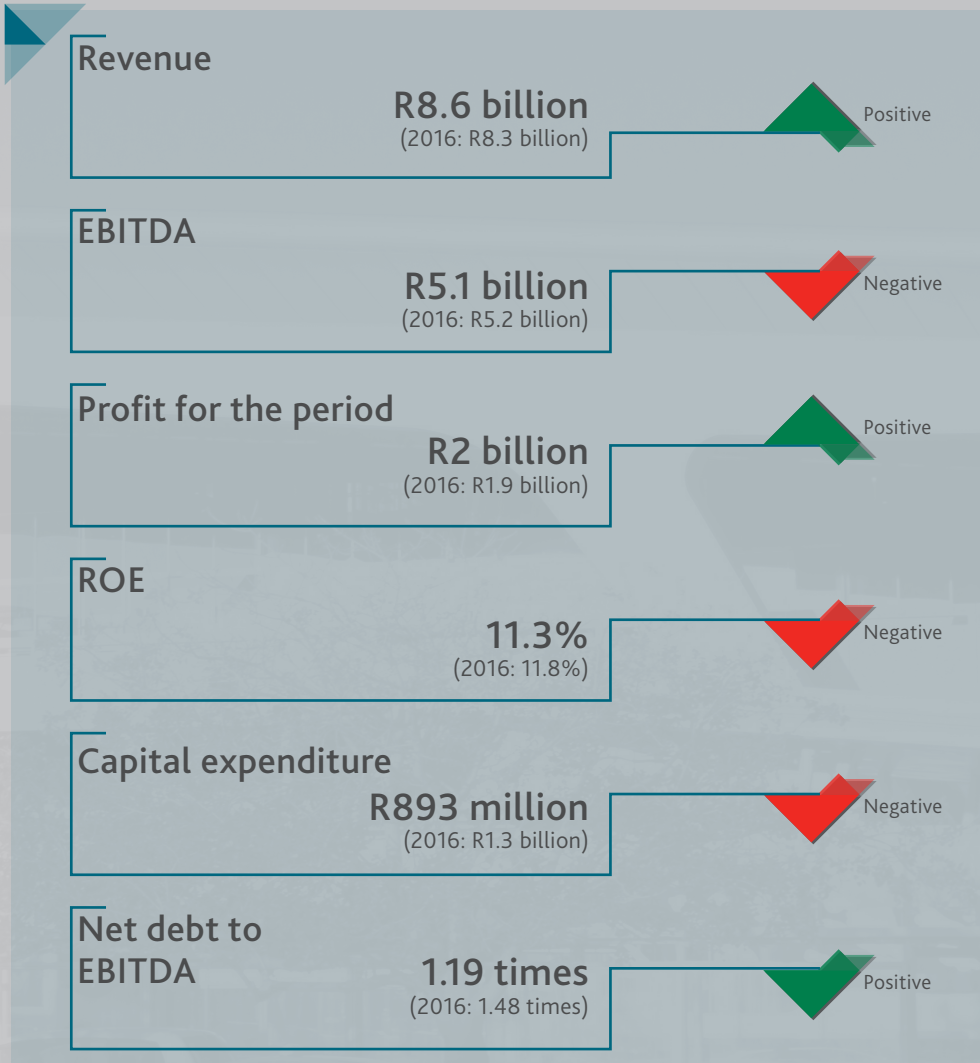 Revenue
R8.6 billion
(2016: R8.3 billion)
Positive
EBITDA
R5.1 billion
(2016: R5.2 billion)
Negative
Profit for the period
R2 billion
(2016: R1.9 billion)
Positive
ROE
11.3%
(2016: 11.8%)
Negative
Capital expenditure
R893 million
(2016: R1.3 billion)
Negative
Net debt to
EBITDA
1.19 times
(2016: 1.48 times)
Positive